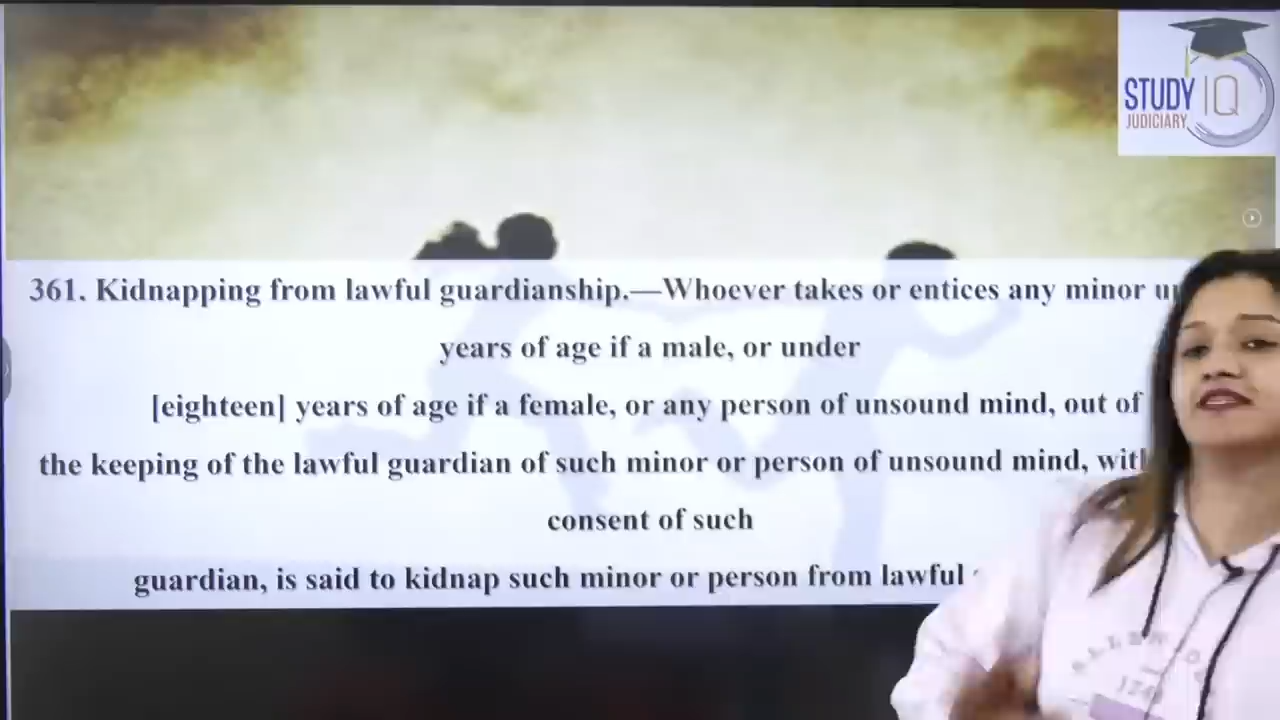 STUDY IQ
JUDICIARY
361. Kidnapping from lawful guardianship.—Whoever takes or entices any minor
years of age if a male, or under
[eighteen] years of age if a female, or any person of unsound mind, out of
the keeping of the lawful guardian of such minor or person of unsound mind,
consent of such
guardian, is said to kidnap such minor or person from lawful